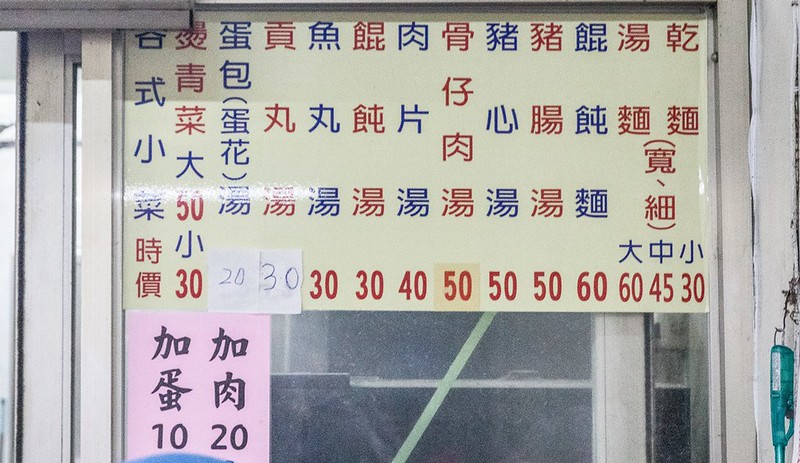 乾麵
湯麵
(寬、細)
大60 中45 小30
餛飩麵 60
豬腸湯 50
豬心湯 50
骨仔肉湯 50
肉片湯 40
餛飩湯 30
魚丸湯 30
貢丸湯 30
蛋包(蛋花)湯 20
燙青菜 大50 小30
各式小菜 時價
加肉20
加蛋10